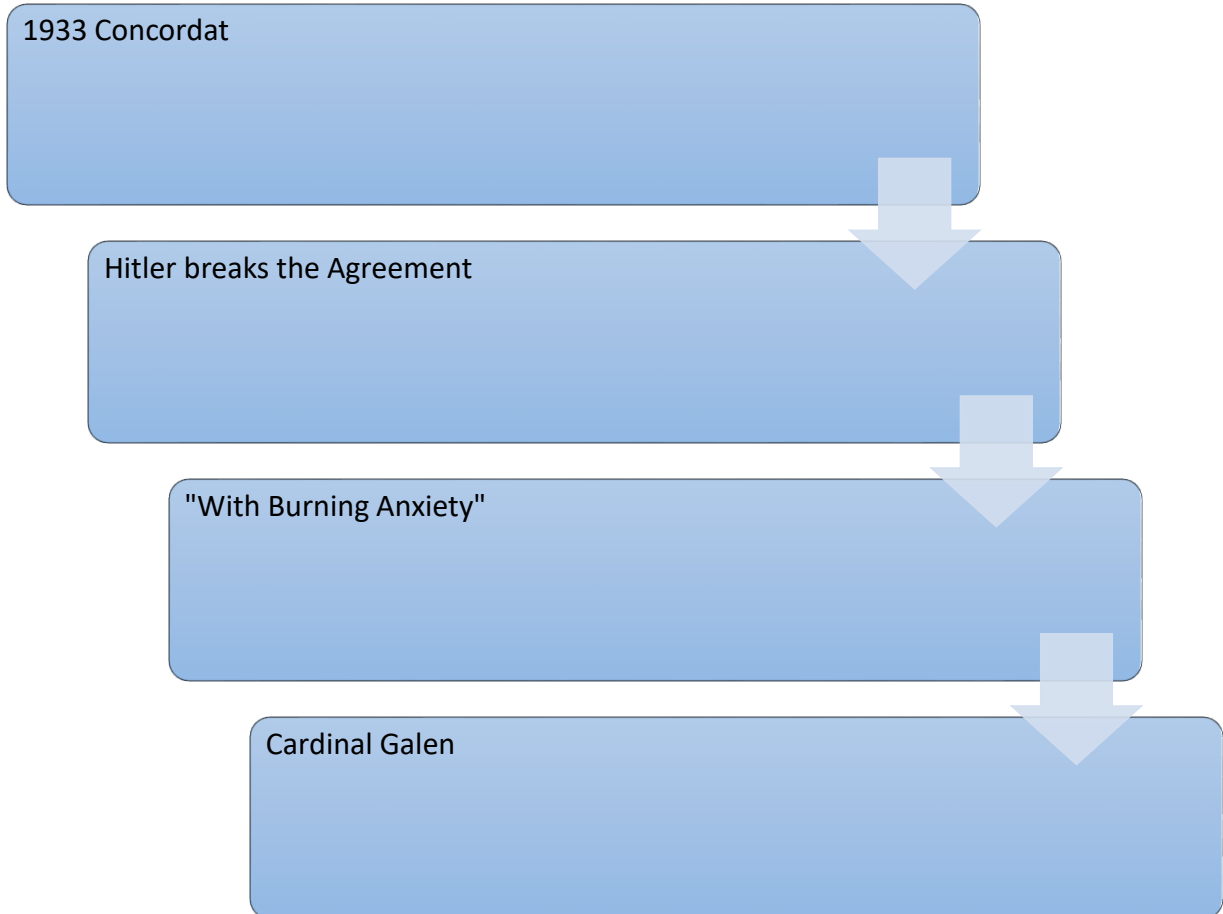 1933 Concordat
Hitler breaks the Agreement
"With Burning Anxiety"
Cardinal Galen